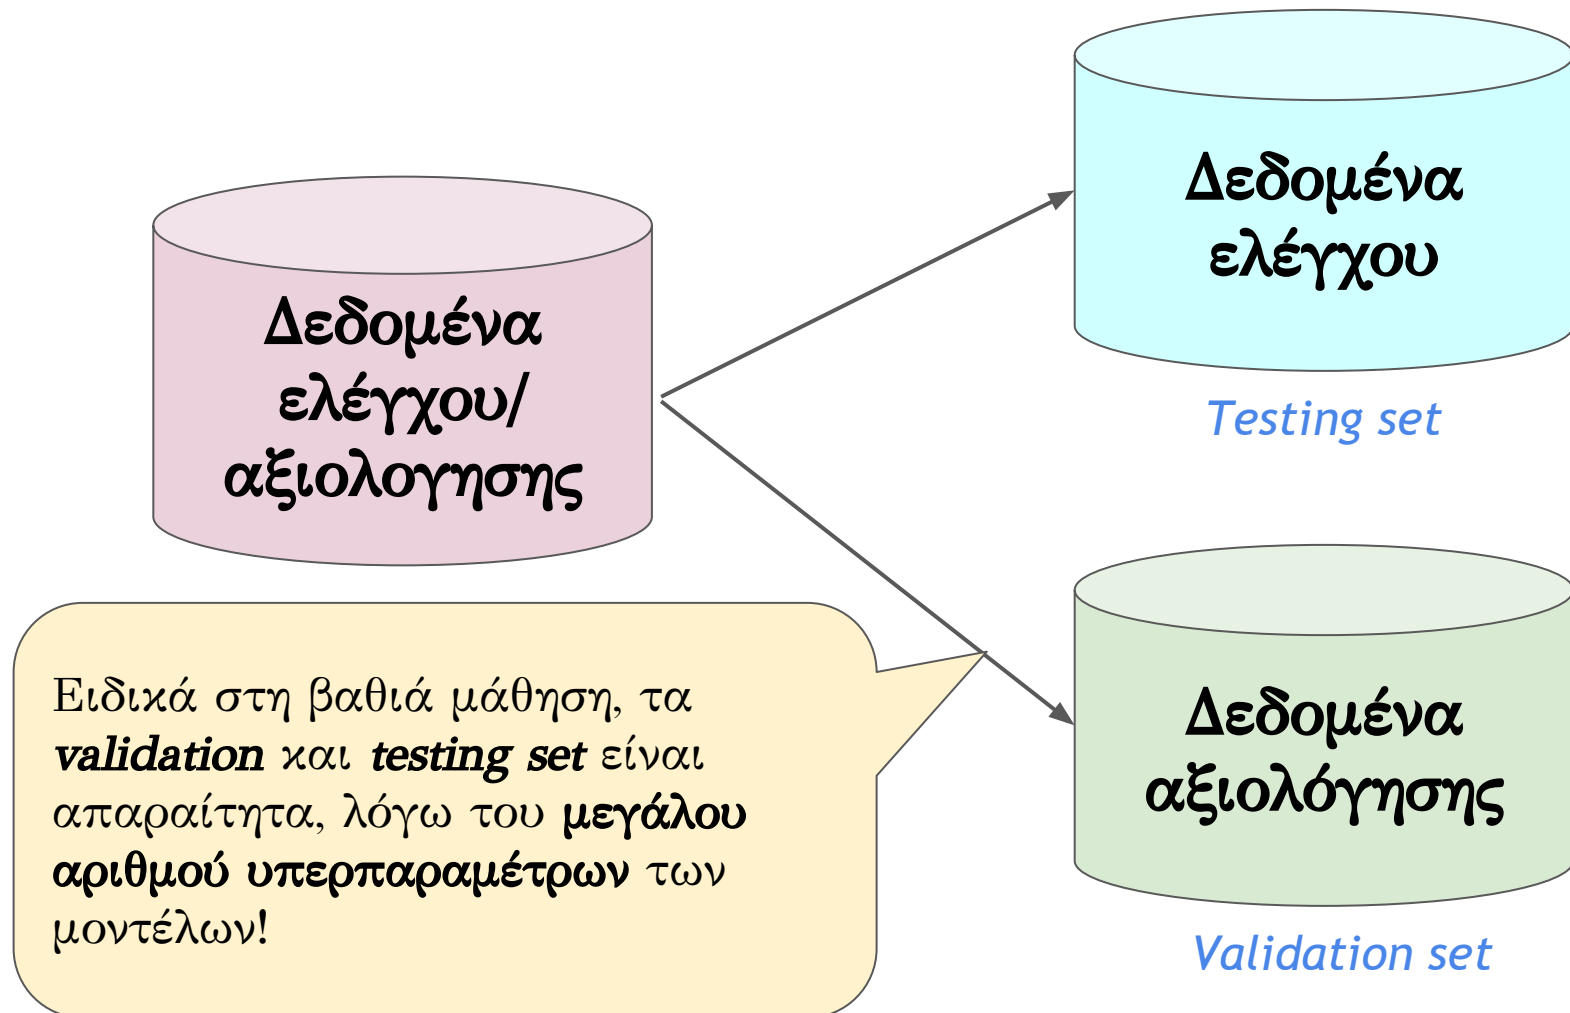 Δεδομένα
ελέγχου/
αξιολογησης
Δεδομένα
ελέγχου
Testing set
Ειδικά στη βαθιά μάθηση, τα
validation και testing set είναι
απαραίτητα, λόγω του μεγάλου
αριθμού υπερπαραμέτρων των
μοντέλων!
Δεδομένα
αξιολόγησης
Validation set